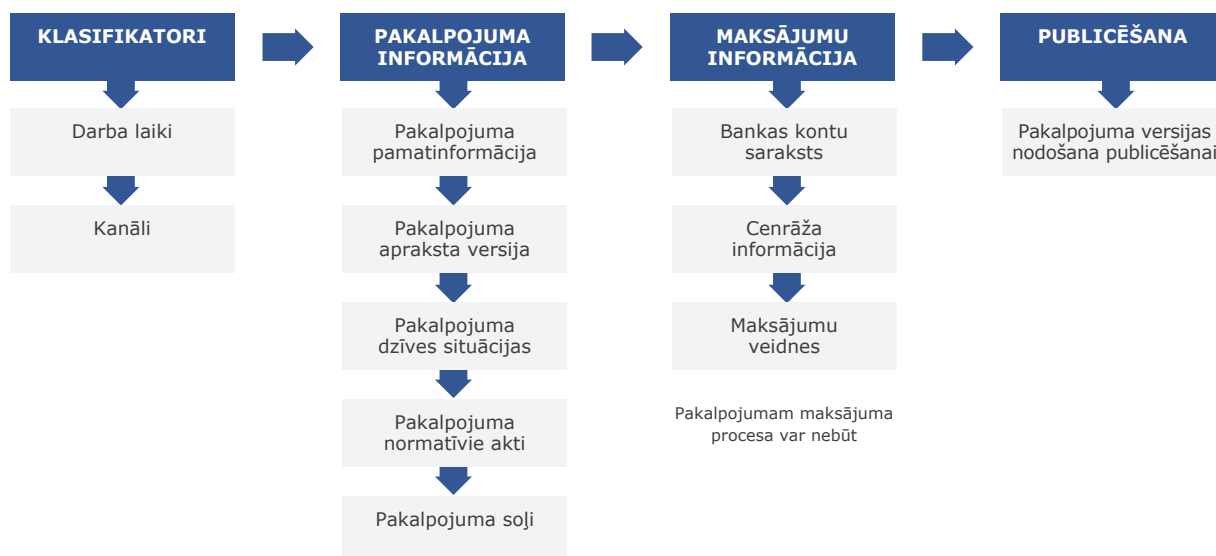 KLASIFIKATORI
Darba laiki
Kanāli
PAKALPOJUMA
INFORMĀCIJA
Pakalpojuma
pamatinformācija
Pakalpojuma
apraksta versija
Pakalpojuma
dzīves situācijas
Pakalpojuma
normatīvie akti
Pakalpojuma soļi
MAKSĀJUMU
INFORMĀCIJA
Bankas kontu
saraksts
Cenrāža
informācija
Maksājumu
veidnes
Pakalpojumam maksājuma
procesa var nebūt
PUBLICĒŠANA
Pakalpojuma versijas
nodošana publicēšanai